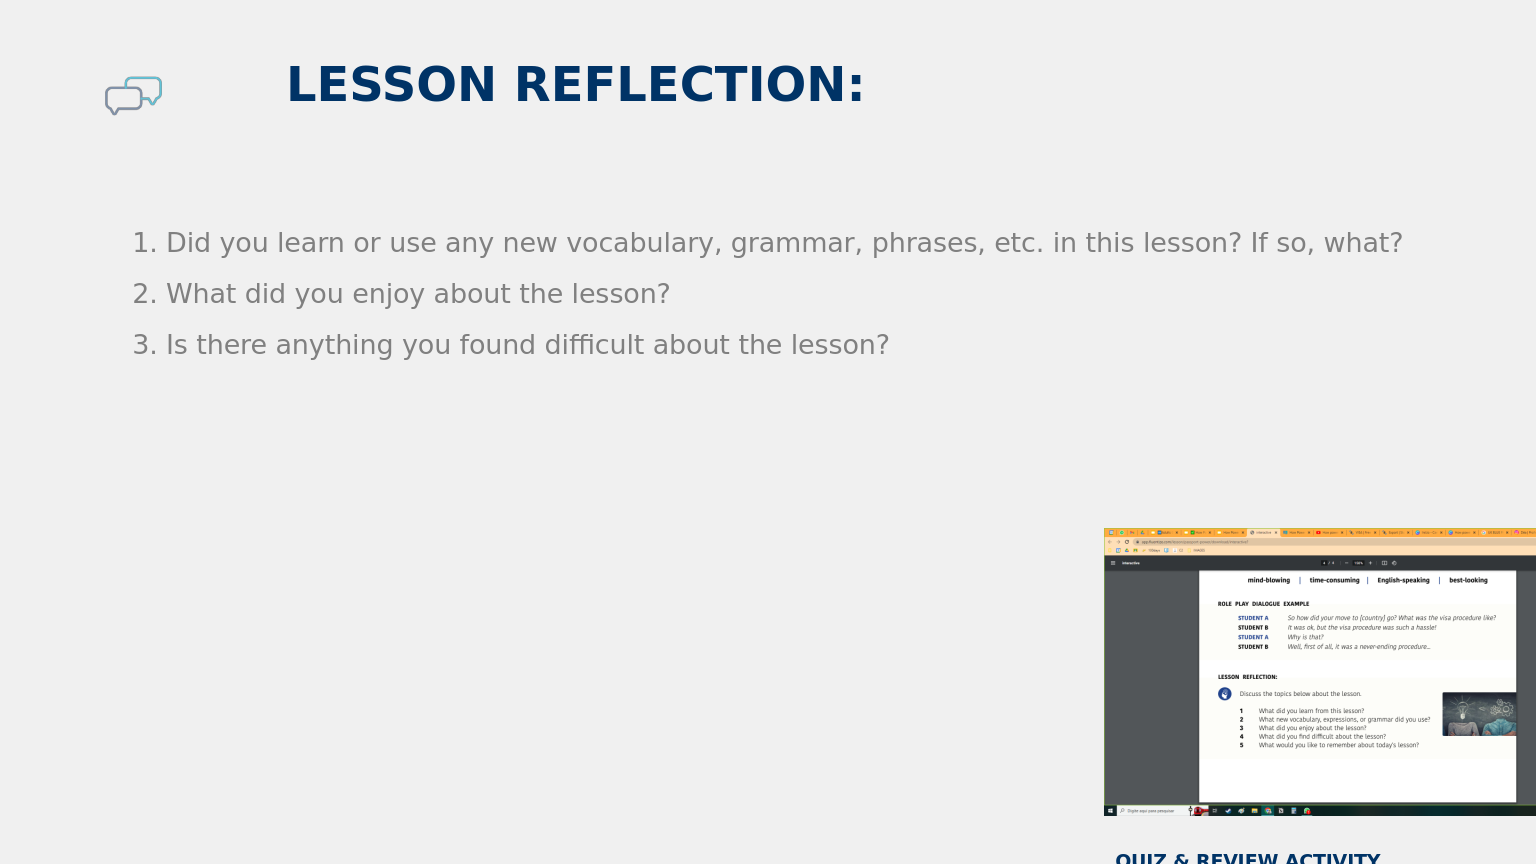 LESSON REFLECTION:
1. Did you learn or use any new vocabulary, grammar, phrases, etc. in this lesson? If so, what?
2. What did you enjoy about the lesson?
3. Is there anything you found difficult about the lesson?
Interactive
mind-blowing | time-consuming | English-speaking | best-looking
ROLE PLAY DIALOGUE EXAMPLE
STUDENT A So how did your move to [country] go? What was the visa procedure like?
STUDENT B It was ok, but the visa procedure was such a hassle!
STUDENT A Why is that?
STUDENT B Well, first of all, it was a never-ending procedure...
LESSON REFLECTION:
Discuss the topics below about the lesson.
1 What did you learn from this lesson?
2 What new vocabulary, expressions, or grammar did you use?
3 What did you enjoy about the lesson?
4 What did you find difficult about the lesson?
5 What would you like to remember about today's lesson?
Digite aqui para pesquisar
QUIZ & REVIEW ACTIVITY